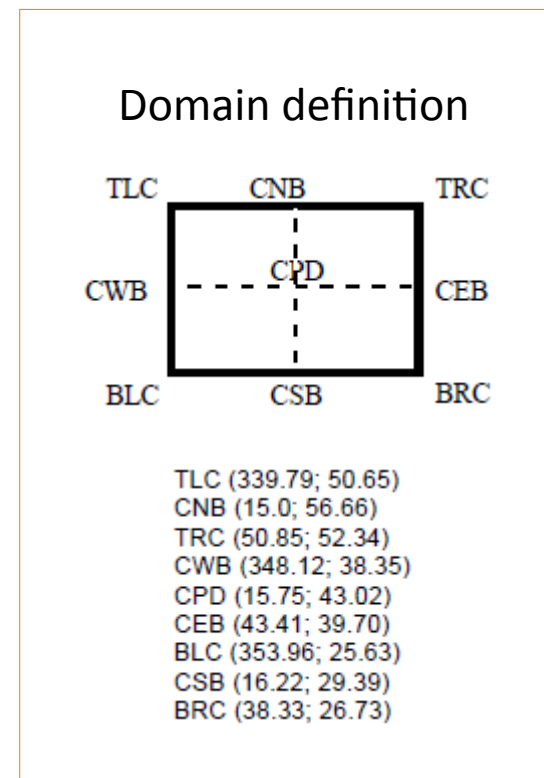 Domain definition
TLC CNB TRC
CPD
CWB CEB
BLC CSB BRC
TLC (339.79; 50.65)
CNB (15.0; 56.66)
TRC (50.85; 52.34)
CWB (348.12; 38.35)
CPD (15.75; 43.02)
CEB (43.41; 39.70)
BLC (353.96; 25.63)
CSB (16.22; 29.39)
BRC (38.33; 26.73)